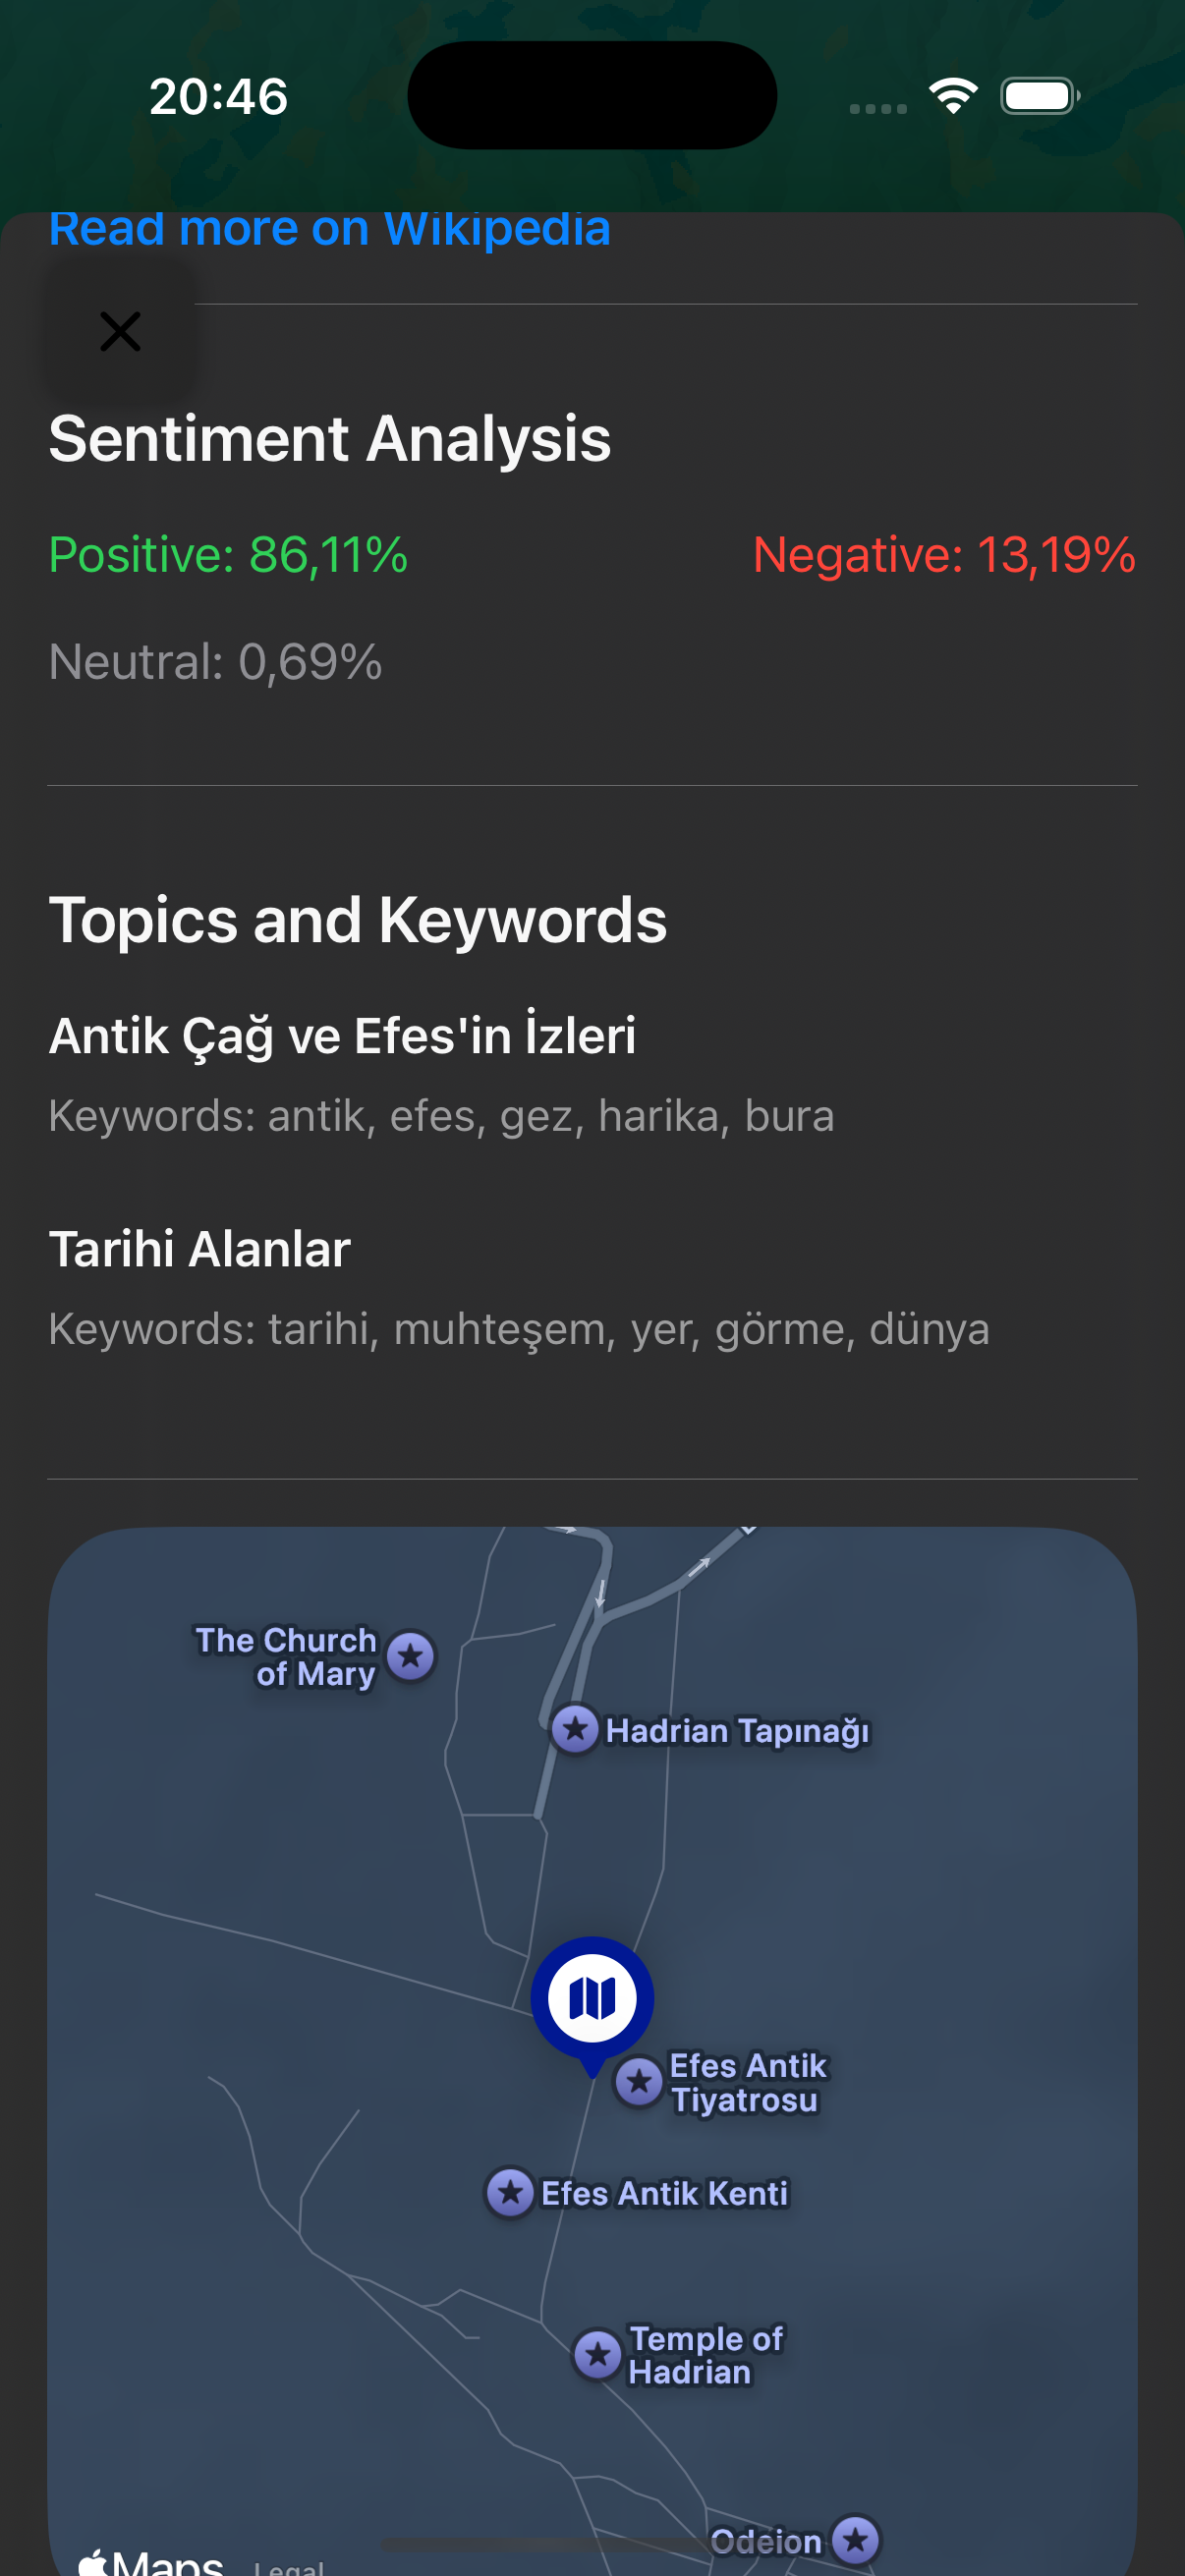 20:46
Read more on Wikipedia
Sentiment Analysis
Positive: 86,11%
Negative: 13,19%
Neutral: 0,69%
Topics and Keywords
Antik Çağ ve Efes'in İzleri
Keywords: antik, efes, gez, harika, bura
Tarihi Alanlar
Keywords: tarihi, muhteşem, yer, görme, dünya
The Church
of Mary
Hadrian Tapınağı
Efes Antik
Tiyatrosu
Efes Antik Kenti
Temple of
Hadrian
Odeion
Maps
Legal